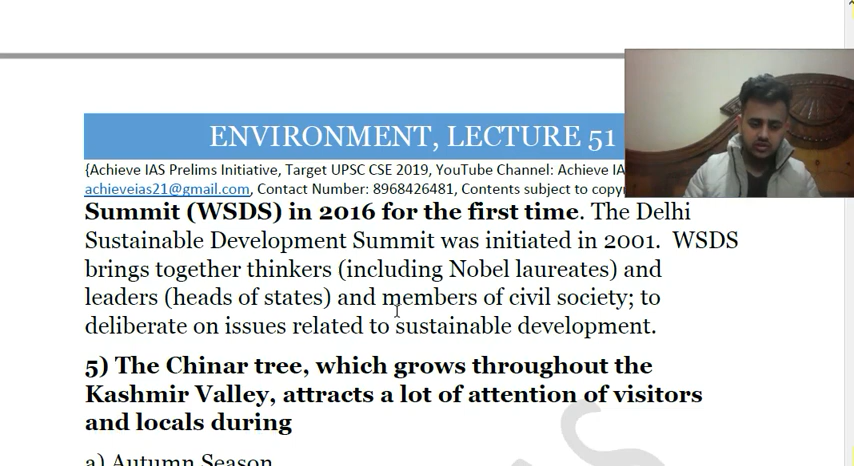 ENVIRONMENT, LECTURE 51
{Achieve IAS Prelims Initiative, Target UPSC CSE 2019, YouTube Channel: Achieve IA
achieveias21@gmail.com, Contact Number: 8968426481, Contents subject to copyr
Summit (WSDS) in 2016 for the first time. The Delhi
Sustainable Development Summit was initiated in 2001. WSDS
brings together thinkers (including Nobel laureates) and
leaders (heads of states) and members of civil society; to
deliberate on issues related to sustainable development.
5) The Chinar tree, which grows throughout the
Kashmir Valley, attracts a lot of attention of visitors
and locals during
a) Autumn Season